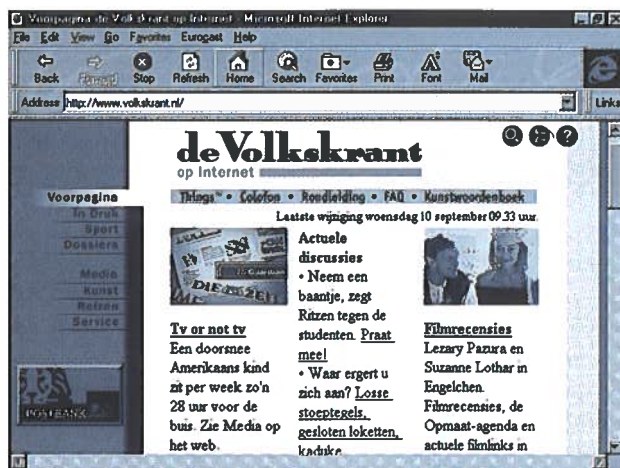 Voorpagina de Volkskrant op Internet - Microsoft Internet Explorer
File Edit View Go Favorites Eurocast Help
Back Forward Stop Refresh Home Search Favorites Print Font Mail
Address http://www.volkskrant.nl/ Links
de Volkskrant
op Internet
Things™ • Colofon • Rondleiding • FAQ • Kunstwoordenboek
Laatste wijziging woensdag 10 september 09.33 uur.
Voorpagina
In Druk
Sport
Dossiers
Media
Kunst
Reizen
Service
POSTBANK
Guardian
DIE ZEI
Tv or not tv
Een doorsnee
Amerikaans kind
zit per week zo'n
28 uur voor de
buis. Zie Media op
het web.
Actuele
discussies
• Neem een
baantje, zegt
Ritzen tegen de
studenten. Praat
mee!
• Waar ergert u
zich aan? Losse
stoeptegels,
gesloten loketten,
kaduke
Filmrecensies
Lezary Pazura en
Suzanne Lothar in
Engelchen.
Filmrecensies, de
Opmaat-agenda en
actuele filmlinks in